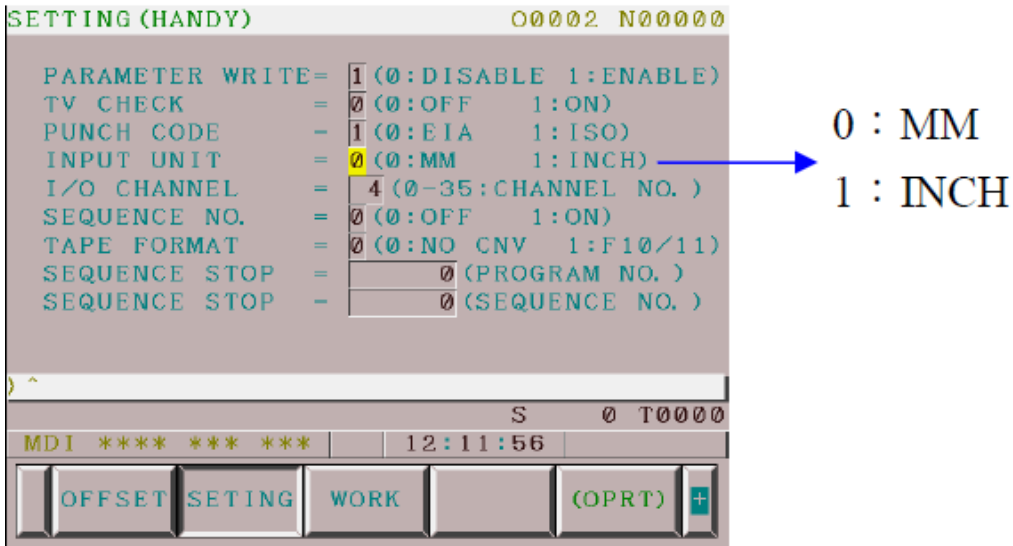 SETTING(HANDY) O0002 N00000
PARAMETER WRITE= 1(0:DISABLE 1:ENABLE)
TV CHECK = 0(0:OFF 1:ON)
PUNCH CODE = 1(0:EIA 1:ISO)
INPUT UNIT = 0(0:MM 1:INCH)
I/O CHANNEL = 4(0-35:CHANNEL NO.)
SEQUENCE NO. = 0(0:OFF 1:ON)
TAPE FORMAT = 0(0:NO CNV 1:F10/11)
SEQUENCE STOP = 0(PROGRAM NO.)
SEQUENCE STOP = 0(SEQUENCE NO.)
0：MM
1：INCH
) ^
S 0 T0000
MDI **** *** *** 12:11:56
OFFSET SETING WORK (OPRT) +